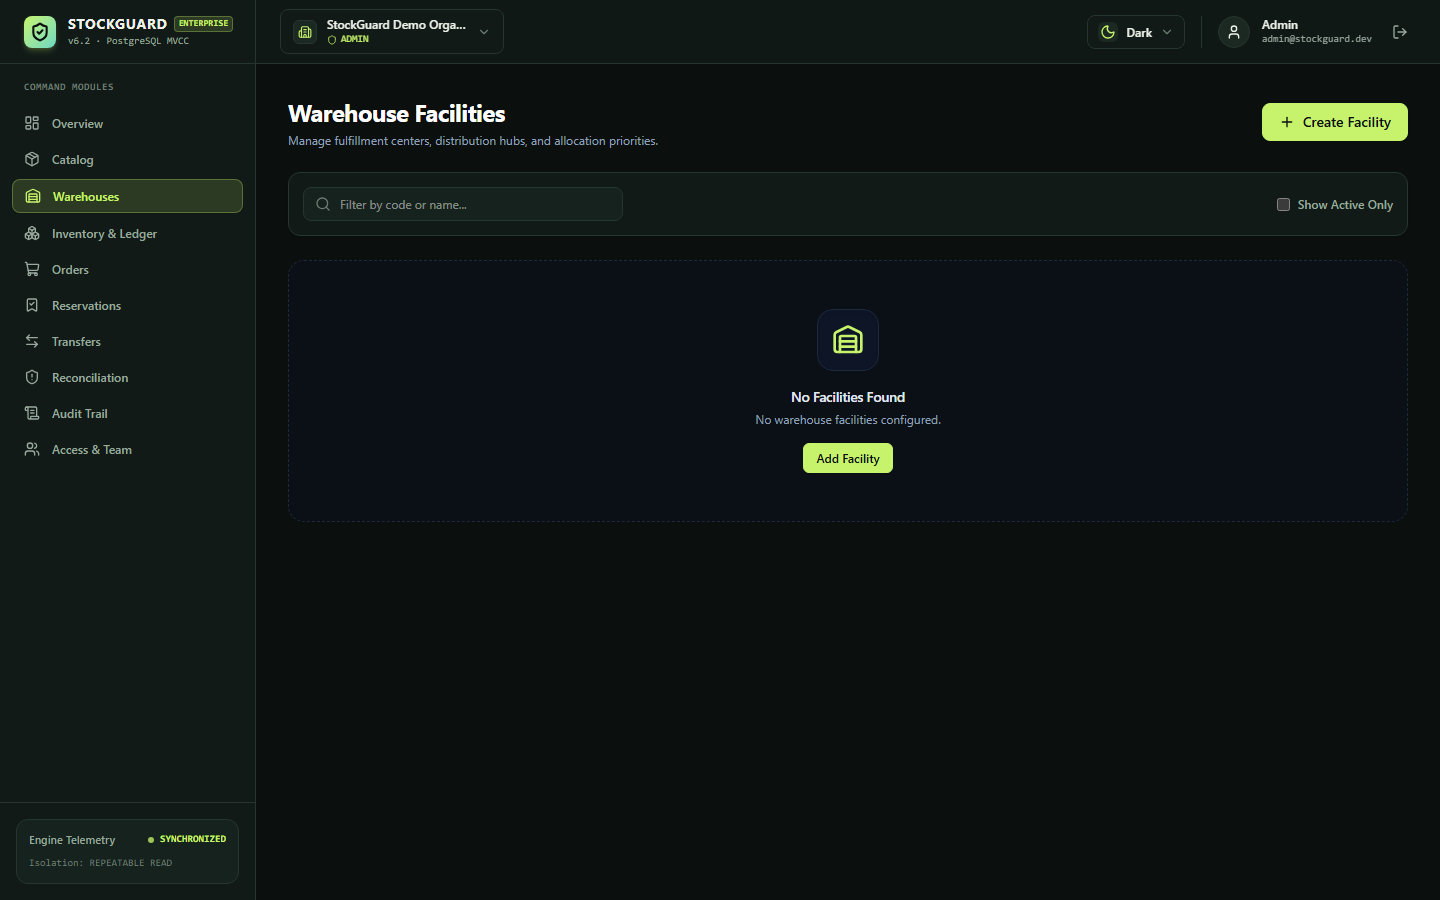 STOCKGUARD ENTERPRISE
v6.2 · PostgreSQL MVCC
StockGuard Demo Orga...
ADMIN
Dark
Admin
admin@stockguard.dev
COMMAND MODULES
Overview
Catalog
Warehouses
Inventory & Ledger
Orders
Reservations
Transfers
Reconciliation
Audit Trail
Access & Team
Engine Telemetry
SYNCHRONIZED
Isolation: REPEATABLE READ
Warehouse Facilities
Manage fulfillment centers, distribution hubs, and allocation priorities.
+ Create Facility
Filter by code or name...
Show Active Only
No Facilities Found
No warehouse facilities configured.
Add Facility